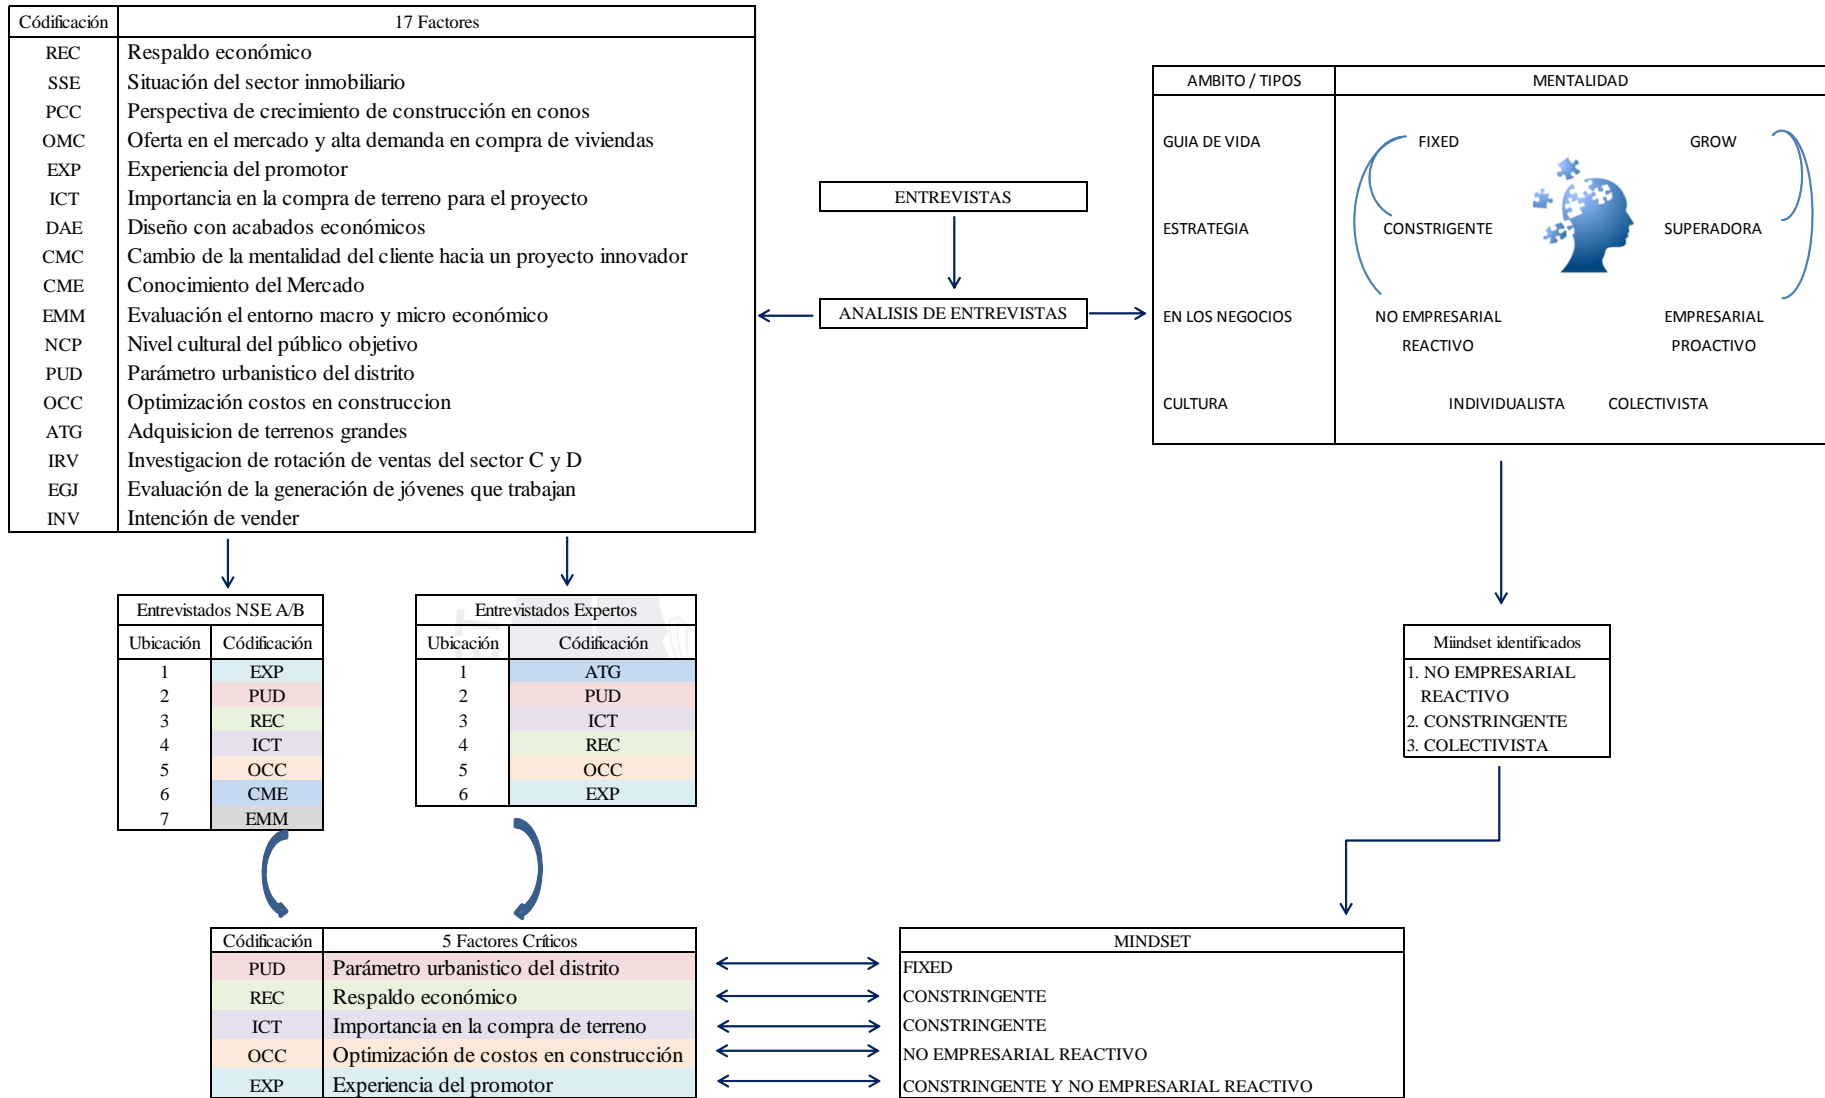 Códificación 17 Factores
REC Respaldo económico
SSE Situación del sector inmobiliario
PCC Perspectiva de crecimiento de construcción en conos
OMC Oferta en el mercado y alta demanda en compra de viviendas
EXP Experiencia del promotor
ICT Importancia en la compra de terreno para el proyecto
DAE Diseño con acabados económicos
CMC Cambio de la mentalidad del cliente hacia un proyecto innovador
CME Conocimiento del Mercado
EMM Evaluación el entorno macro y micro económico
NCP Nivel cultural del público objetivo
PUD Parámetro urbanistico del distrito
OCC Optimización costos en construccion
ATG Adquisicion de terrenos grandes
IRV Investigacion de rotación de ventas del sector C y D
EGJ Evaluación de la generación de jóvenes que trabajan
INV Intención de vender
ENTREVISTAS
ANALISIS DE ENTREVISTAS
AMBITO / TIPOS MENTALIDAD
GUIA DE VIDA FIXED GROW
ESTRATEGIA CONSTRIGENTE SUPERADORA
EN LOS NEGOCIOS NO EMPRESARIAL EMPRESARIAL
REACTIVO PROACTIVO
CULTURA INDIVIDUALISTA COLECTIVISTA
Entrevistados NSE A/B
Ubicación Códificación
1 EXP
2 PUD
3 REC
4 ICT
5 OCC
6 CME
7 EMM
Entrevistados Expertos
Ubicación Códificación
1 ATG
2 PUD
3 ICT
4 REC
5 OCC
6 EXP
Miindset identificados
1. NO EMPRESARIAL
REACTIVO
2. CONSTRINGENTE
3. COLECTIVISTA
Códificación 5 Factores Críticos
PUD Parámetro urbanistico del distrito
REC Respaldo económico
ICT Importancia en la compra de terreno
OCC Optimización de costos en construcción
EXP Experiencia del promotor
MINDSET
FIXED
CONSTRINGENTE
CONSTRINGENTE
NO EMPRESARIAL REACTIVO
CONSTRINGENTE Y NO EMPRESARIAL REACTIVO